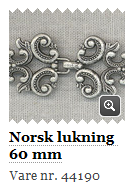 Norsk lukning
60 mm
Vare nr. 44190